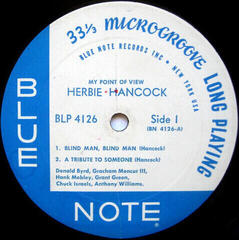 33⅓ MICROGROOVE LONG PLAYING
BLUE NOTE RECORDS INC • NEW YORK USA
MY POINT OF VIEW
HERBIE HANCOCK
BLP 4126 Side 1
(BN 4126-A)
1. BLIND MAN, BLIND MAN (Hancock)
2. A TRIBUTE TO SOMEONE (Hancock)
Donald Byrd, Grachan Moncur III,
Hank Mobley, Grant Green,
Chuck Israels, Anthony Williams.
BLUE
NOTE®